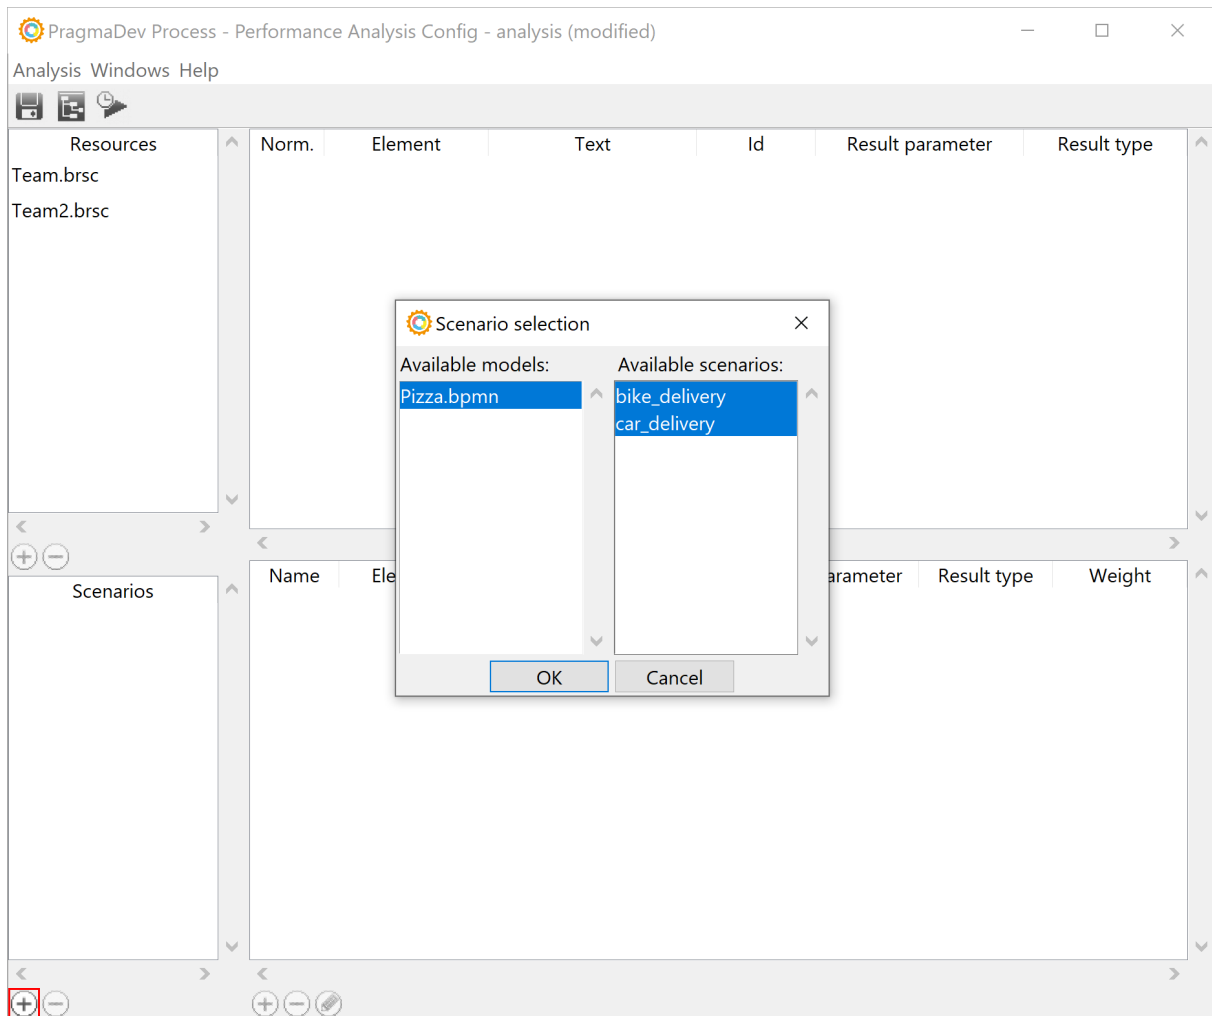 PragmaDev Process - Performance Analysis Config - analysis (modified)
Analysis Windows Help
Resources
Team.brsc
Team2.brsc
Norm. Element Text Id Result parameter Result type
Scenario selection
Available models: Available scenarios:
Pizza.bpmn bike_delivery
car_delivery
OK Cancel
Scenarios
Name Ele arameter Result type Weight